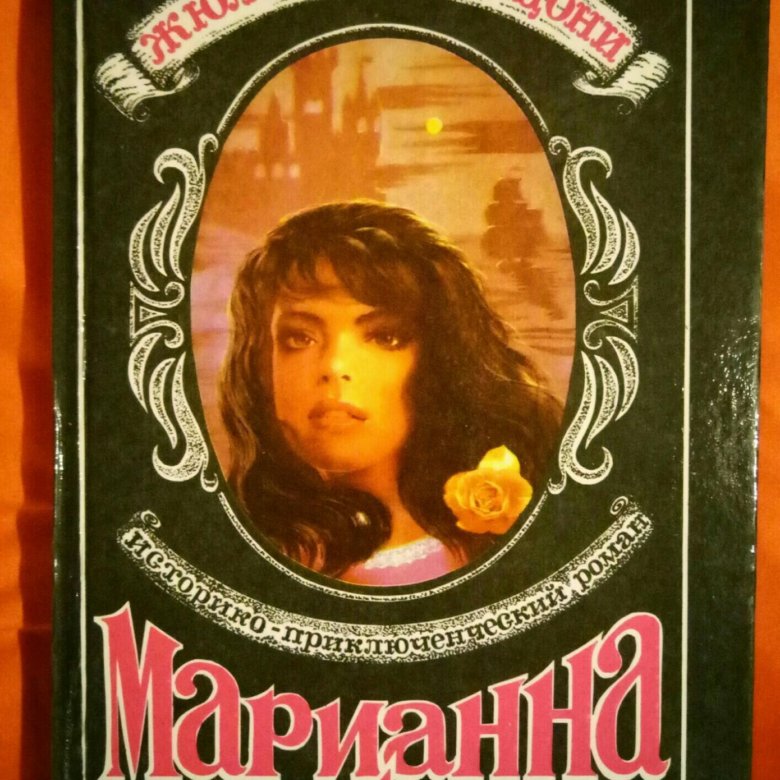 историко-приключенческий роман
Марианна